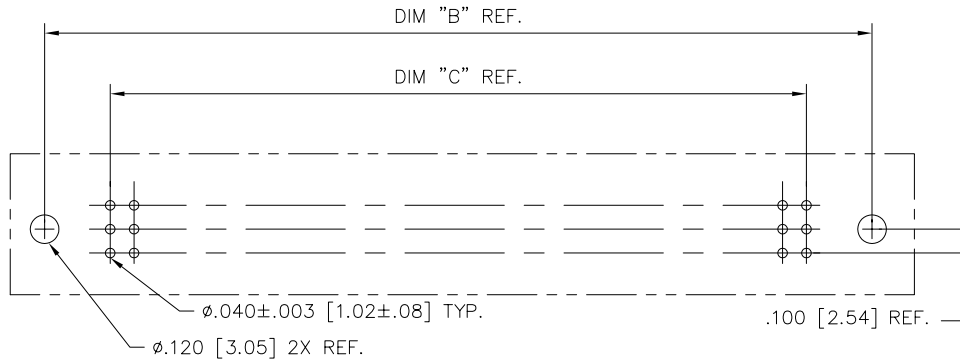 DIM "B" REF.
DIM "C" REF.
ø.040±.003 [1.02±.08] TYP.
.100 [2.54] REF.
ø.120 [3.05] 2X REF.